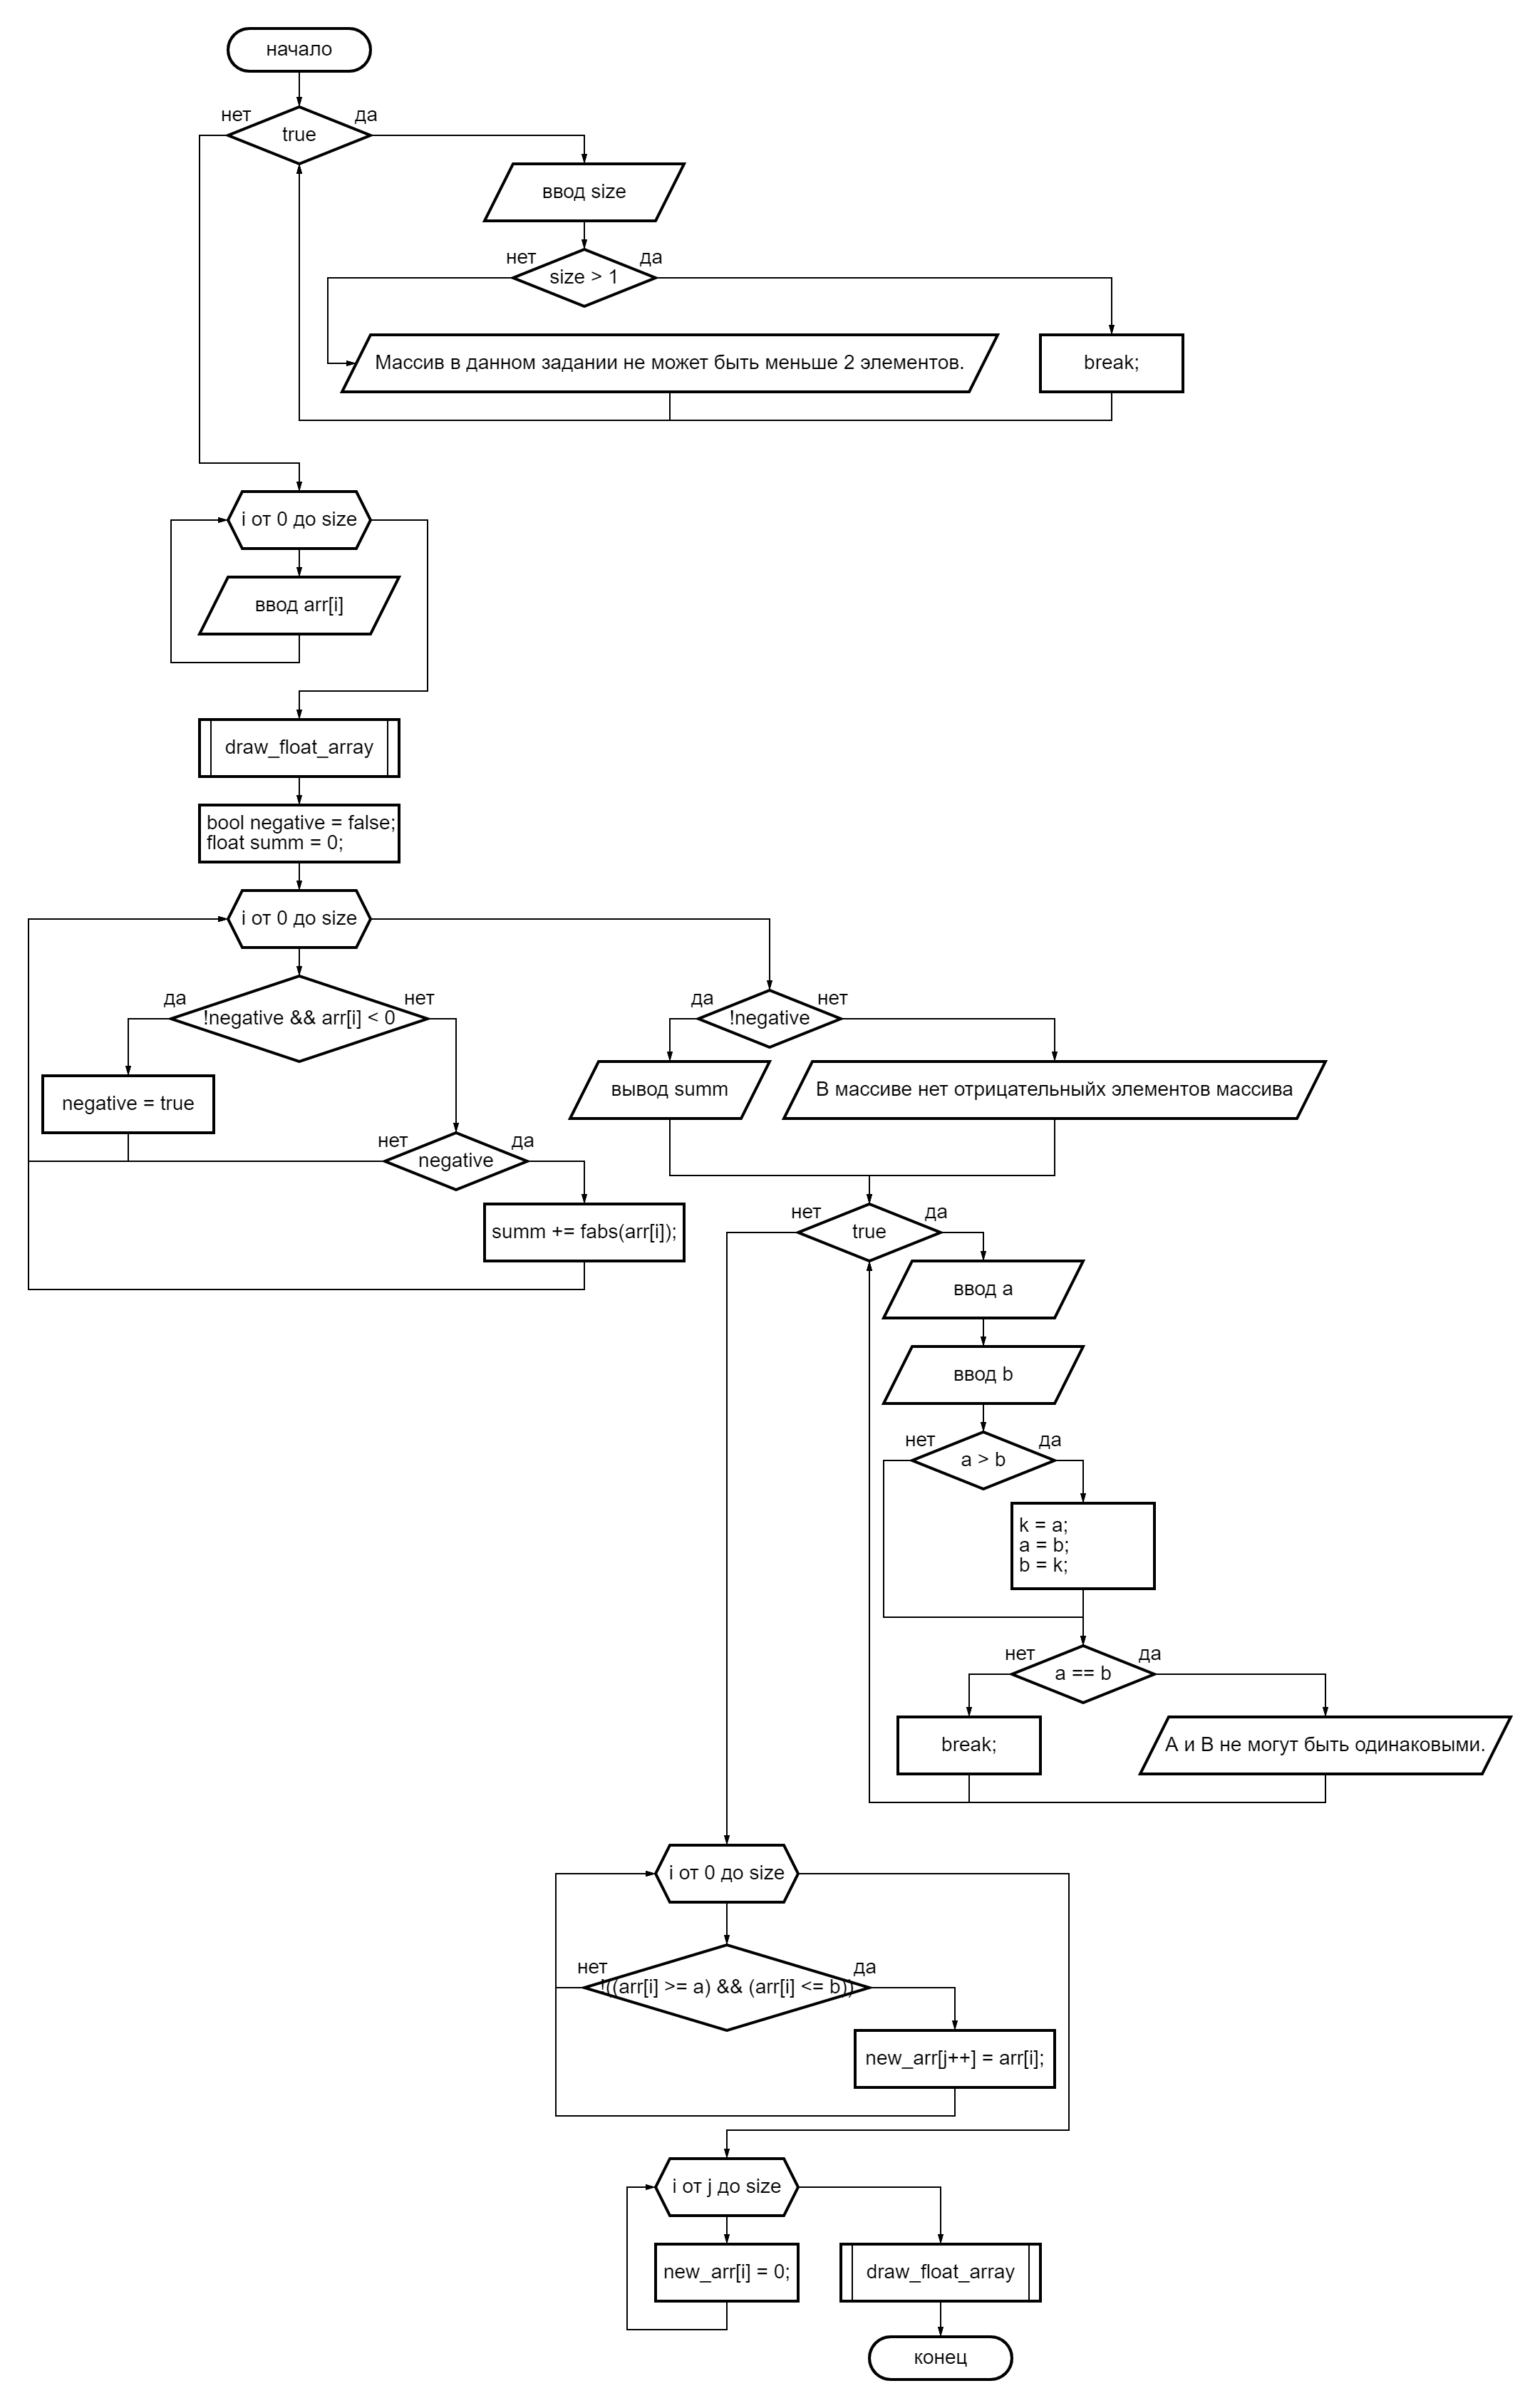 начало
нет
да
true
ввод size
нет
да
size > 1
Массив в данном задании не может быть меньше 2 элементов.
break;
i от 0 до size
ввод arr[i]
draw_float_array
bool negative = false;
float summ = 0;
i от 0 до size
да
нет
!negative && arr[i] < 0
да
нет
!negative
negative = true
вывод summ
В массиве нет отрицательныйх элементов массива
нет
да
negative
summ += fabs(arr[i]);
нет
да
true
ввод a
ввод b
нет
да
a > b
k = a;
a = b;
b = k;
нет
да
a == b
break;
А и В не могут быть одинаковыми.
i от 0 до size
нет
да
!((arr[i] >= a) && (arr[i] <= b))
new_arr[j++] = arr[i];
i от j до size
new_arr[i] = 0;
draw_float_array
конец